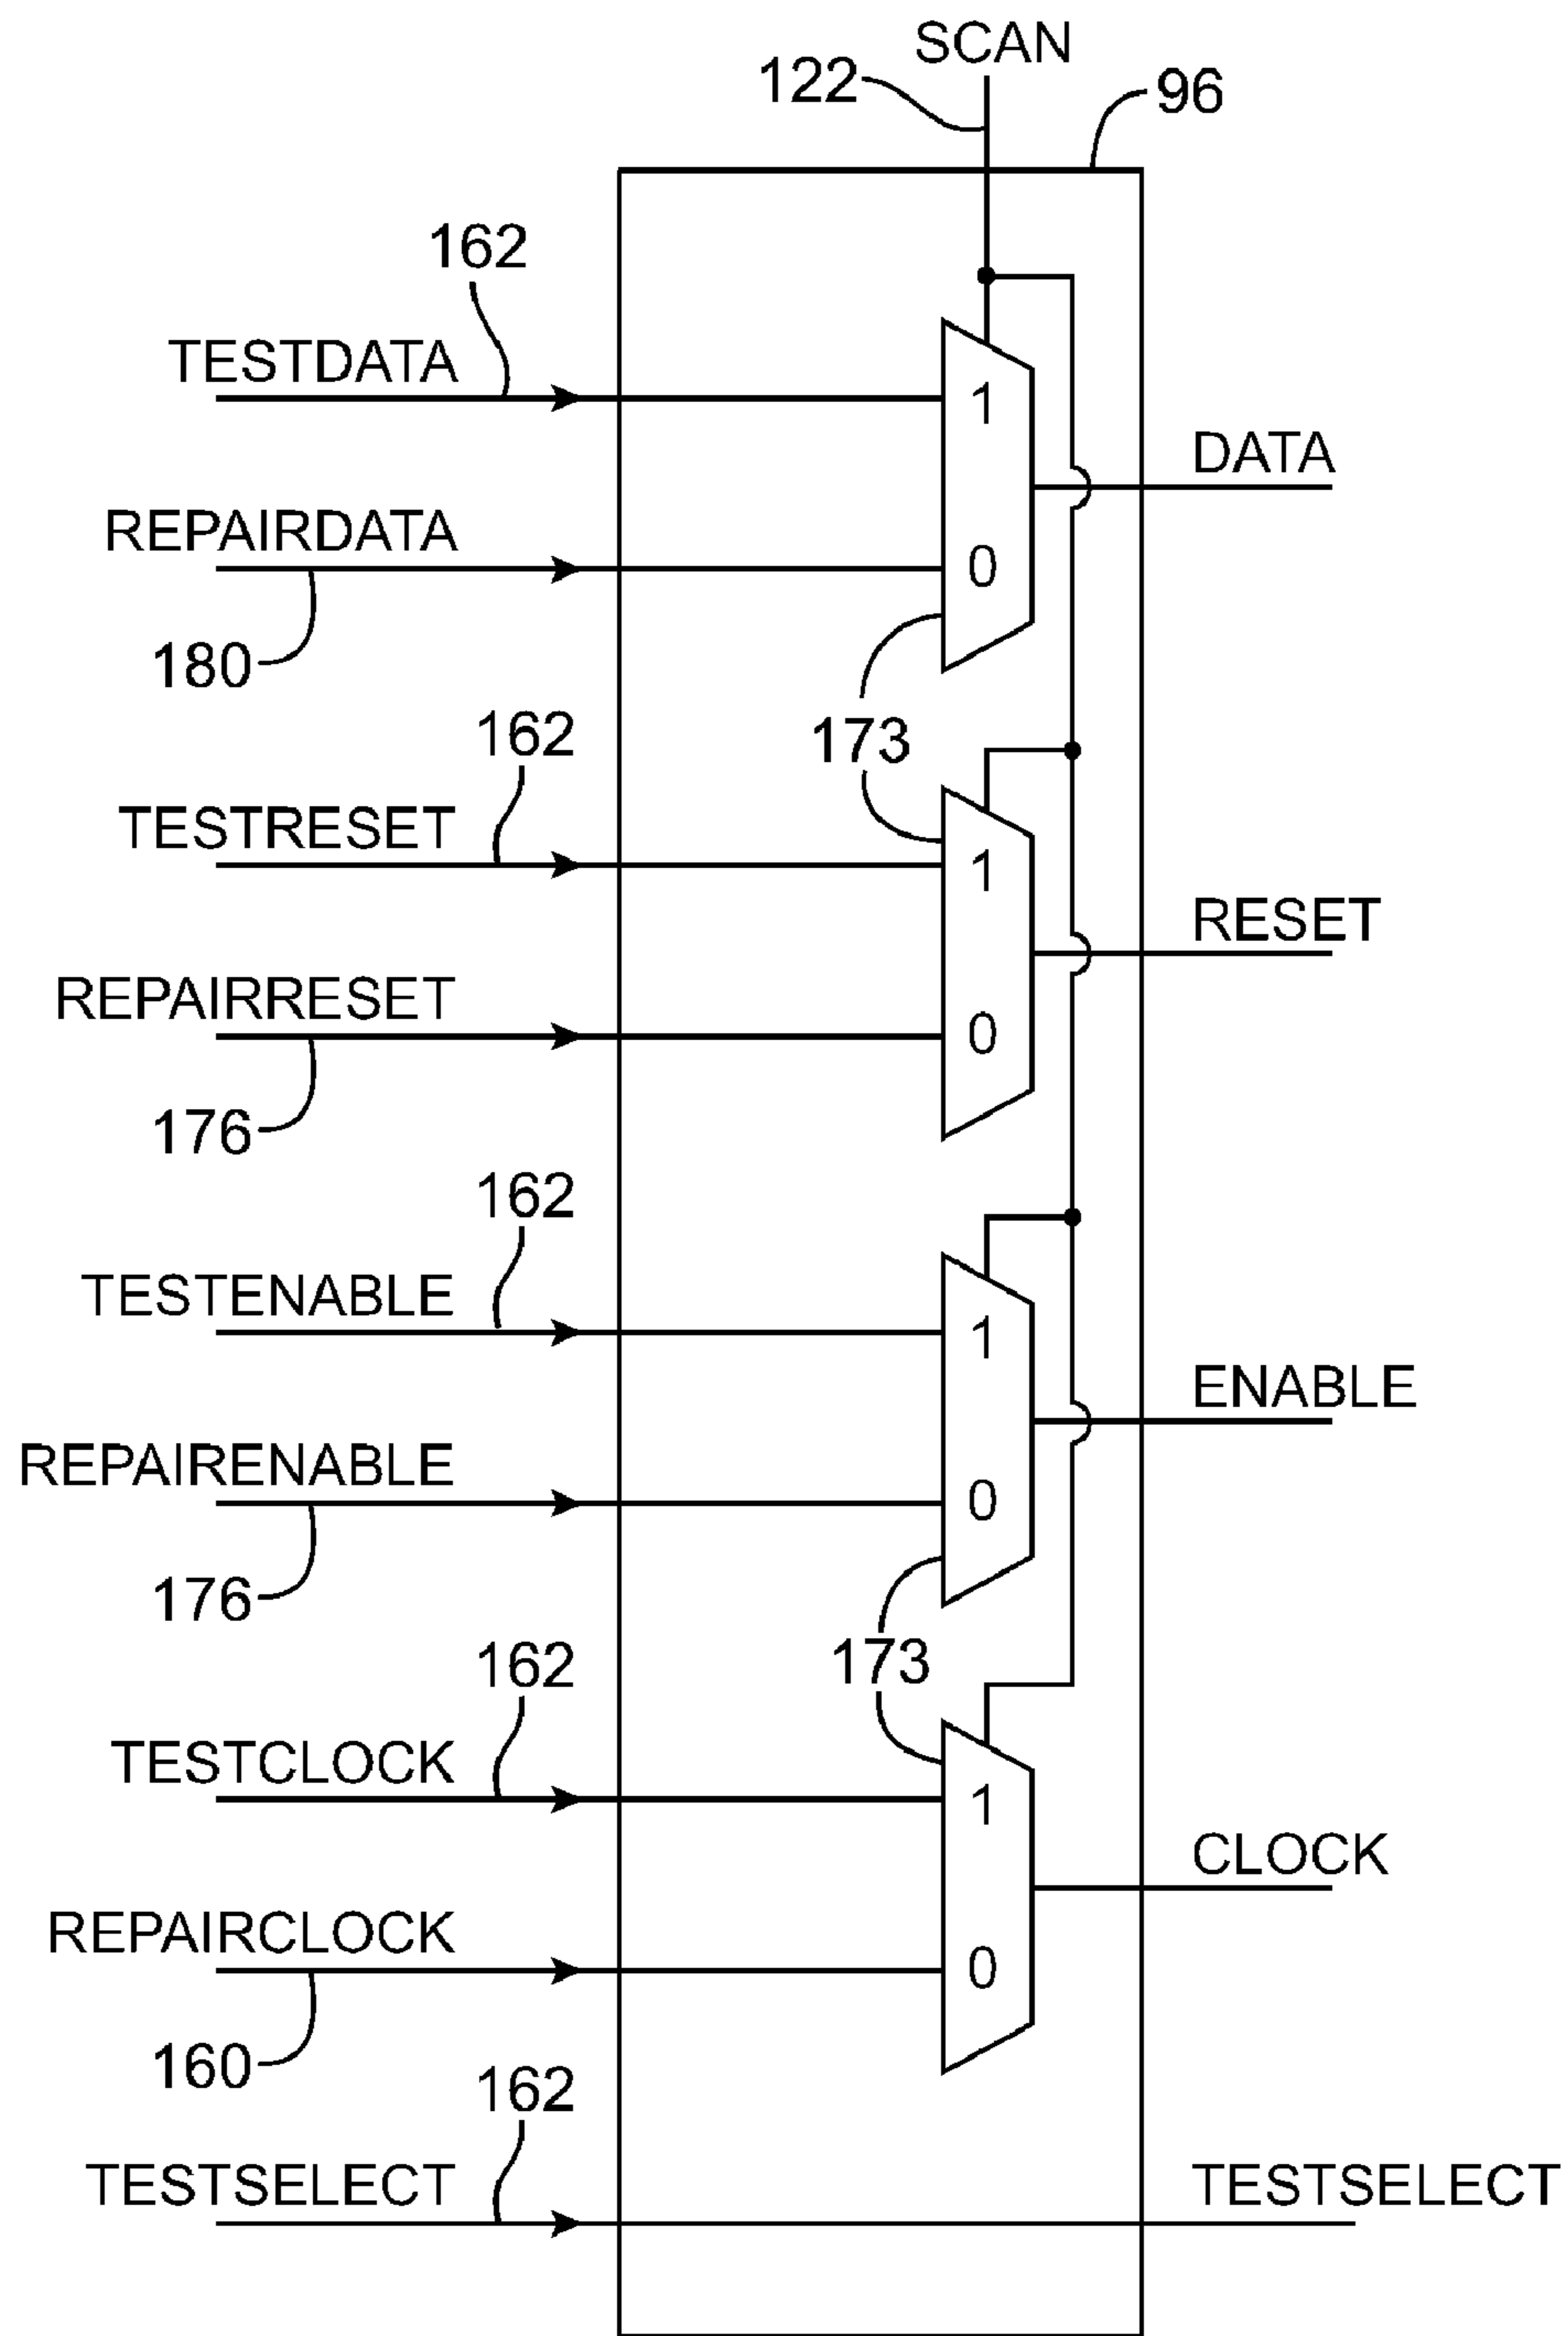 SCAN
122
96
162
TESTDATA
1
DATA
REPAIRDATA
0
180
162
173
TESTRESET
1
RESET
REPAIRRESET
0
176
162
TESTENABLE
1
ENABLE
REPAIRENABLE
0
176
162
173
TESTCLOCK
1
CLOCK
REPAIRCLOCK
0
160
162
TESTSELECT
TESTSELECT